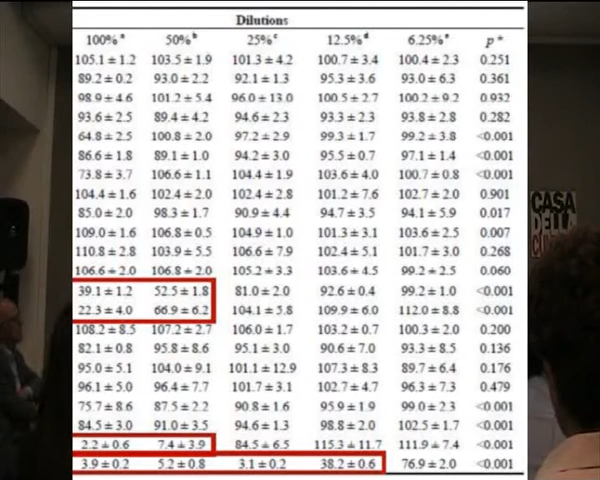 Dilutions
100% a 50% b 25% c 12.5% d 6.25% e p *
105.1 ± 1.2 103.5 ± 1.9 101.3 ± 4.2 100.7 ± 3.4 100.4 ± 2.3 0.251
89.2 ± 0.2 93.0 ± 2.2 92.1 ± 1.3 95.3 ± 3.6 93.0 ± 6.3 0.361
98.9 ± 4.6 101.2 ± 5.4 96.0 ± 13.0 100.5 ± 2.7 100.2 ± 9.2 0.932
93.6 ± 2.5 89.4 ± 4.2 94.6 ± 2.3 93.3 ± 2.3 93.8 ± 2.8 0.282
64.8 ± 2.5 100.8 ± 2.0 97.2 ± 2.9 99.3 ± 1.7 99.2 ± 3.8 <0.001
86.6 ± 1.8 89.1 ± 1.0 94.2 ± 3.0 95.5 ± 0.7 97.1 ± 1.4 <0.001
73.8 ± 3.7 106.6 ± 1.1 104.4 ± 1.9 103.6 ± 4.0 100.7 ± 0.8 <0.001
104.4 ± 1.6 102.4 ± 2.0 102.4 ± 2.8 101.2 ± 7.6 102.7 ± 2.0 0.901
85.0 ± 2.0 98.3 ± 1.7 90.9 ± 4.4 94.7 ± 3.5 94.1 ± 5.9 0.017
109.0 ± 1.6 106.8 ± 0.5 104.9 ± 1.0 101.3 ± 3.1 103.6 ± 2.5 0.007
110.8 ± 2.8 103.9 ± 5.5 106.6 ± 7.9 102.4 ± 5.1 101.7 ± 3.0 0.268
106.6 ± 2.0 106.8 ± 2.0 105.2 ± 3.3 103.6 ± 4.5 99.2 ± 2.5 0.060
39.1 ± 1.2 52.5 ± 1.8 81.0 ± 2.0 92.6 ± 0.4 99.2 ± 1.0 <0.001
22.3 ± 4.0 66.9 ± 6.2 104.1 ± 5.8 109.9 ± 6.0 112.0 ± 8.8 <0.001
108.2 ± 8.5 107.2 ± 2.7 106.0 ± 1.7 103.2 ± 0.7 100.3 ± 2.0 0.200
82.1 ± 0.8 95.8 ± 8.6 95.1 ± 3.0 90.6 ± 7.0 93.3 ± 8.5 0.136
95.0 ± 5.1 104.0 ± 9.1 101.1 ± 12.9 107.3 ± 8.3 89.7 ± 6.4 0.176
96.1 ± 5.0 96.4 ± 7.7 101.7 ± 3.1 102.7 ± 4.7 96.3 ± 7.3 0.479
75.7 ± 8.6 87.5 ± 2.2 90.8 ± 1.6 95.9 ± 1.9 99.0 ± 2.3 <0.001
84.5 ± 3.0 91.0 ± 3.5 94.6 ± 1.3 98.8 ± 2.0 102.5 ± 1.7 <0.001
2.2 ± 0.6 7.4 ± 3.9 84.5 ± 6.5 115.3 ± 11.7 111.9 ± 7.4 <0.001
3.9 ± 0.2 5.2 ± 0.8 3.1 ± 0.2 38.2 ± 0.6 76.9 ± 2.0 <0.001
CASA
DELLA